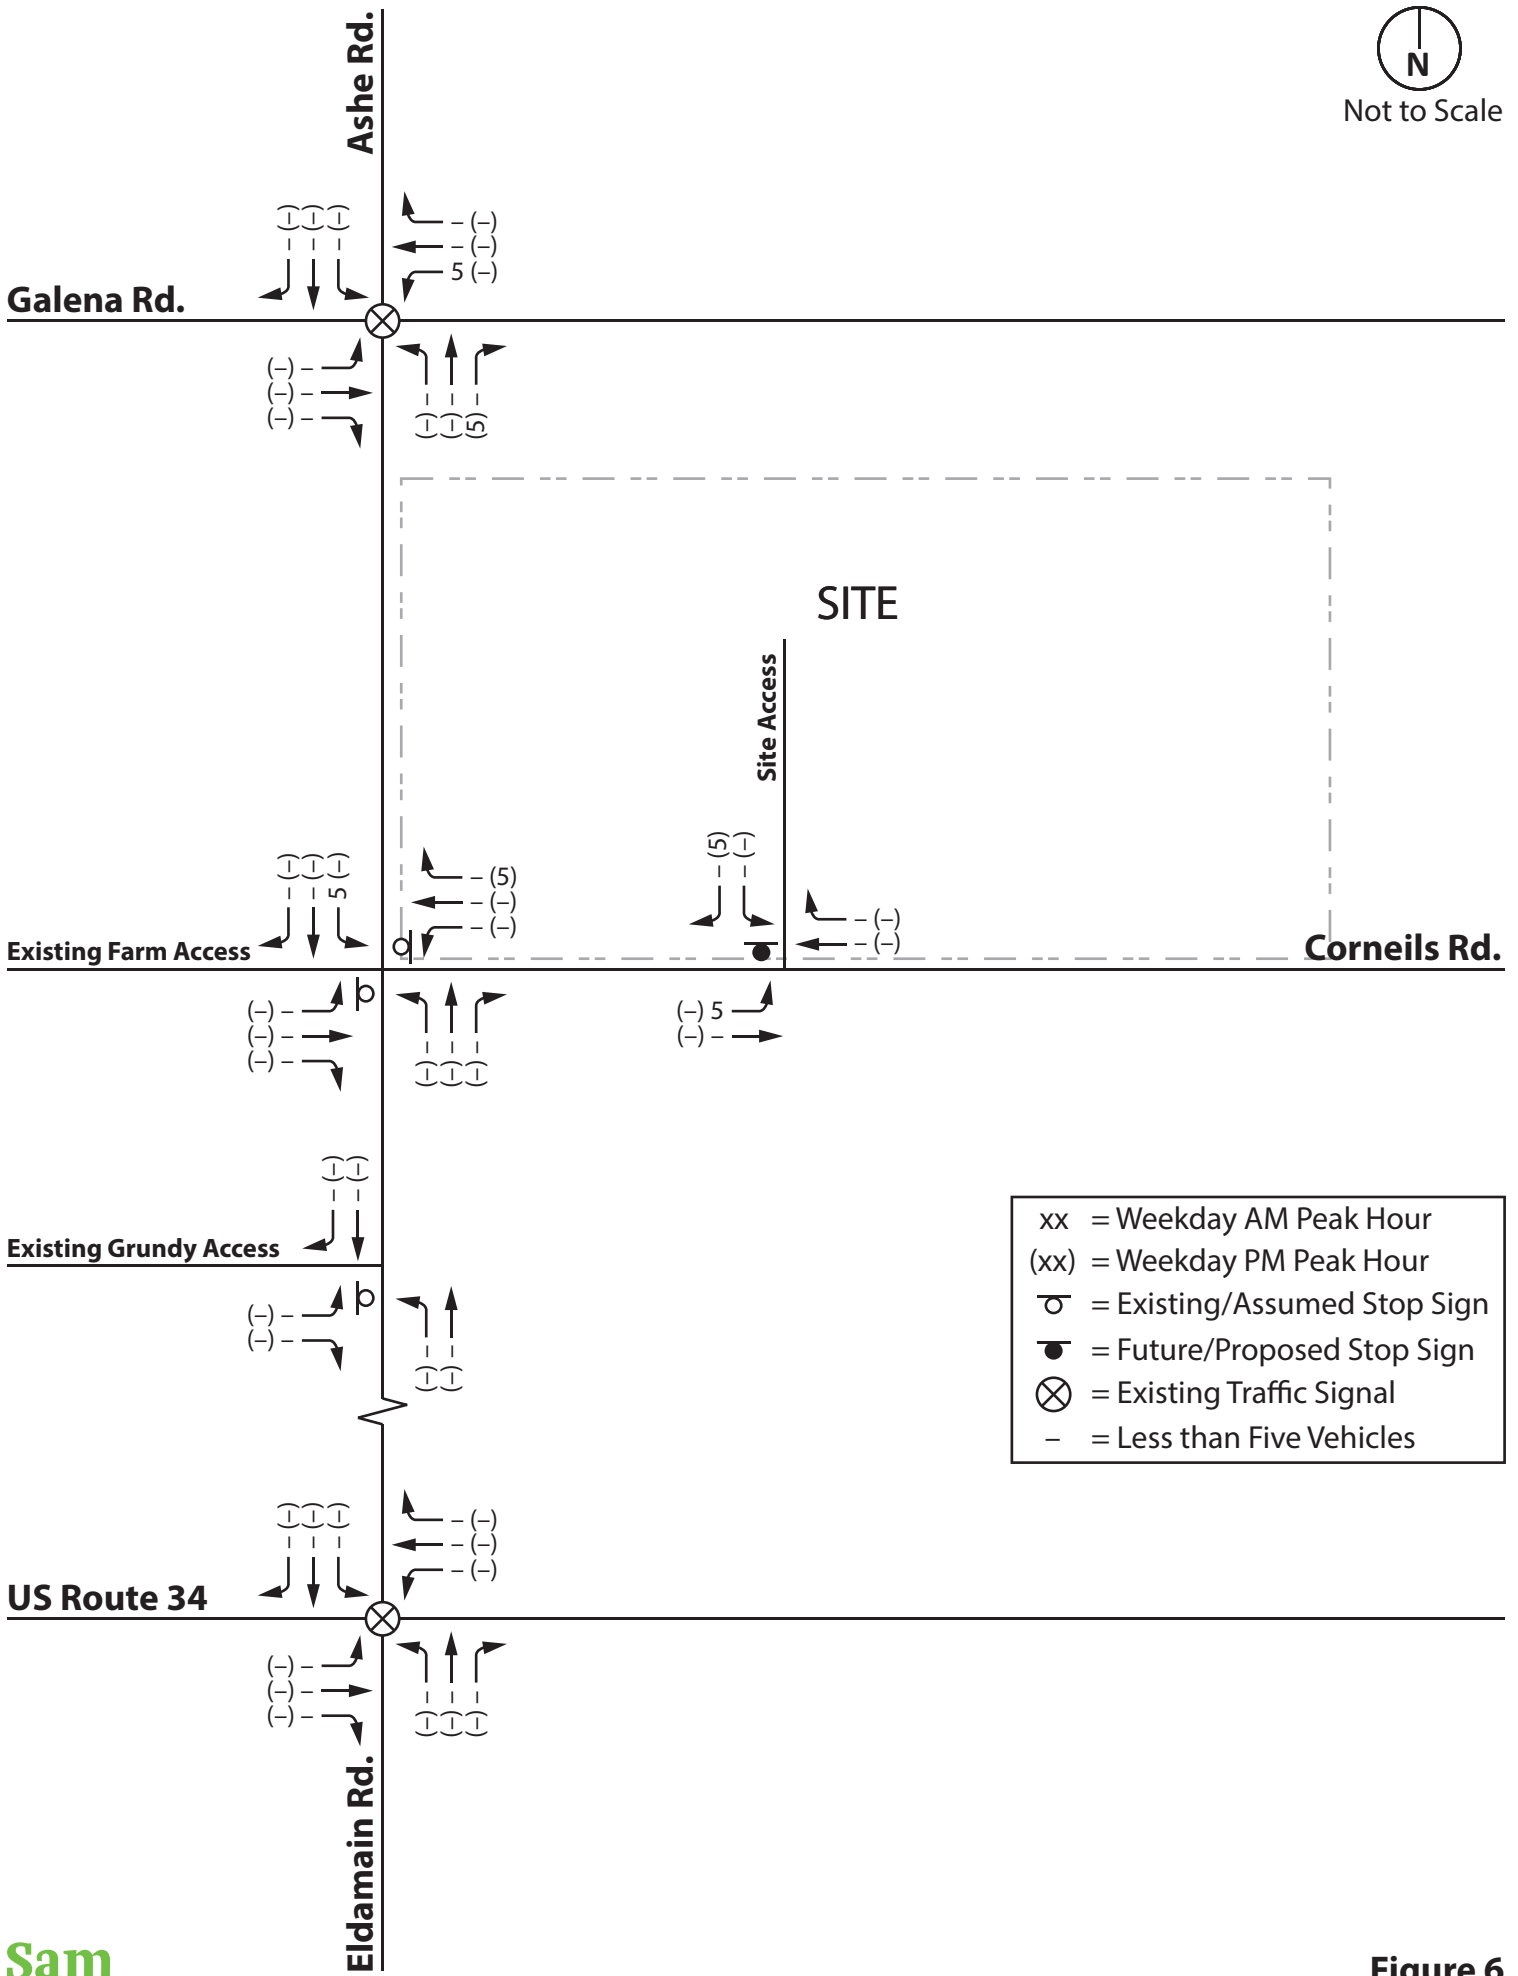 Ashe Rd.
N
Not to Scale
– (–)
– (–)
5 (–)
– (–)
– (–)
– (–)
Galena Rd.
(–) –
(–) –
(–) –
– (–)
– (–)
– (5)
SITE
Site Access
– (–)
– (–)
5 (–)
– (5)
– (–)
– (–)
– (5)
– (–)
– (–)
– (–)
Existing Farm Access
Corneils Rd.
(–) –
(–) –
(–) –
– (–)
– (–)
– (–)
(–) 5
(–) –
– (–)
– (–)
Existing Grundy Access
(–) –
(–) –
– (–)
– (–)
xx = Weekday AM Peak Hour
(xx) = Weekday PM Peak Hour
= Existing/Assumed Stop Sign
= Future/Proposed Stop Sign
= Existing Traffic Signal
– = Less than Five Vehicles
– (–)
– (–)
– (–)
– (–)
– (–)
– (–)
US Route 34
(–) –
(–) –
(–) –
– (–)
– (–)
– (–)
Eldamain Rd.
Sam
Figure 6